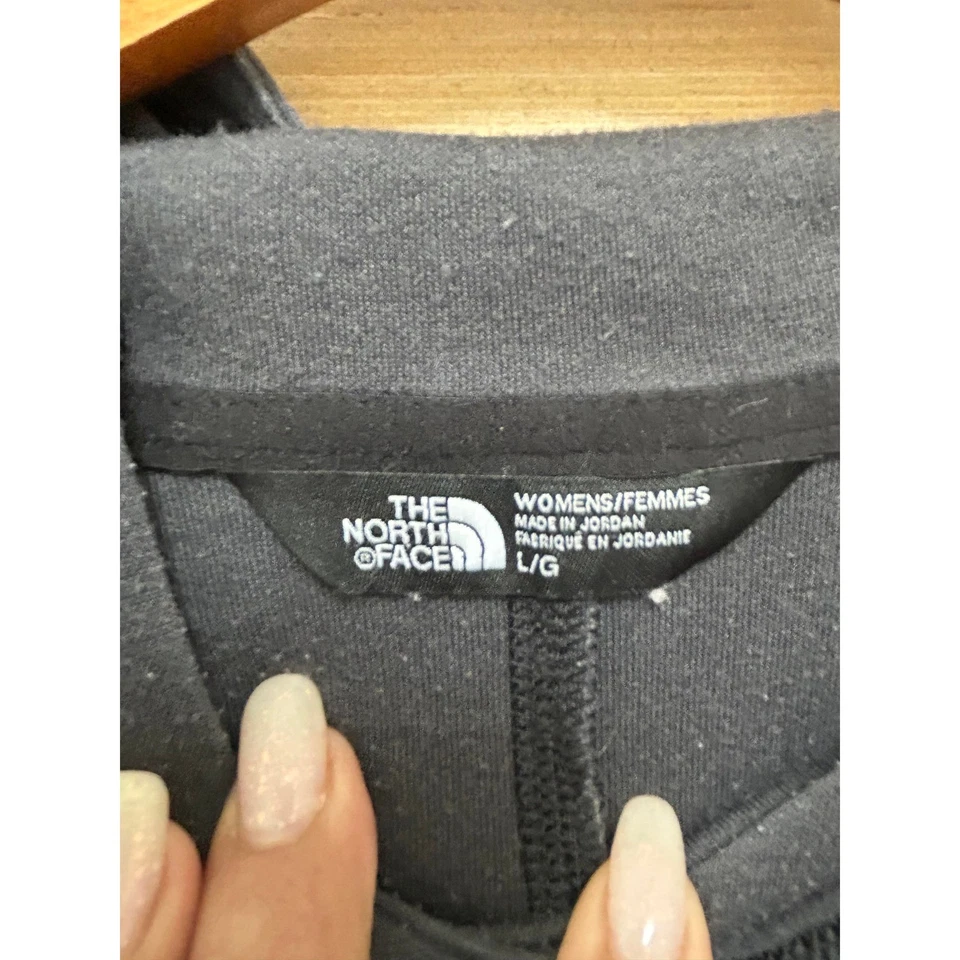 THE
NORTH
®FACE
WOMENS/FEMMES
MADE IN JORDAN
FABRIQUÉ EN JORDANIE
L/G